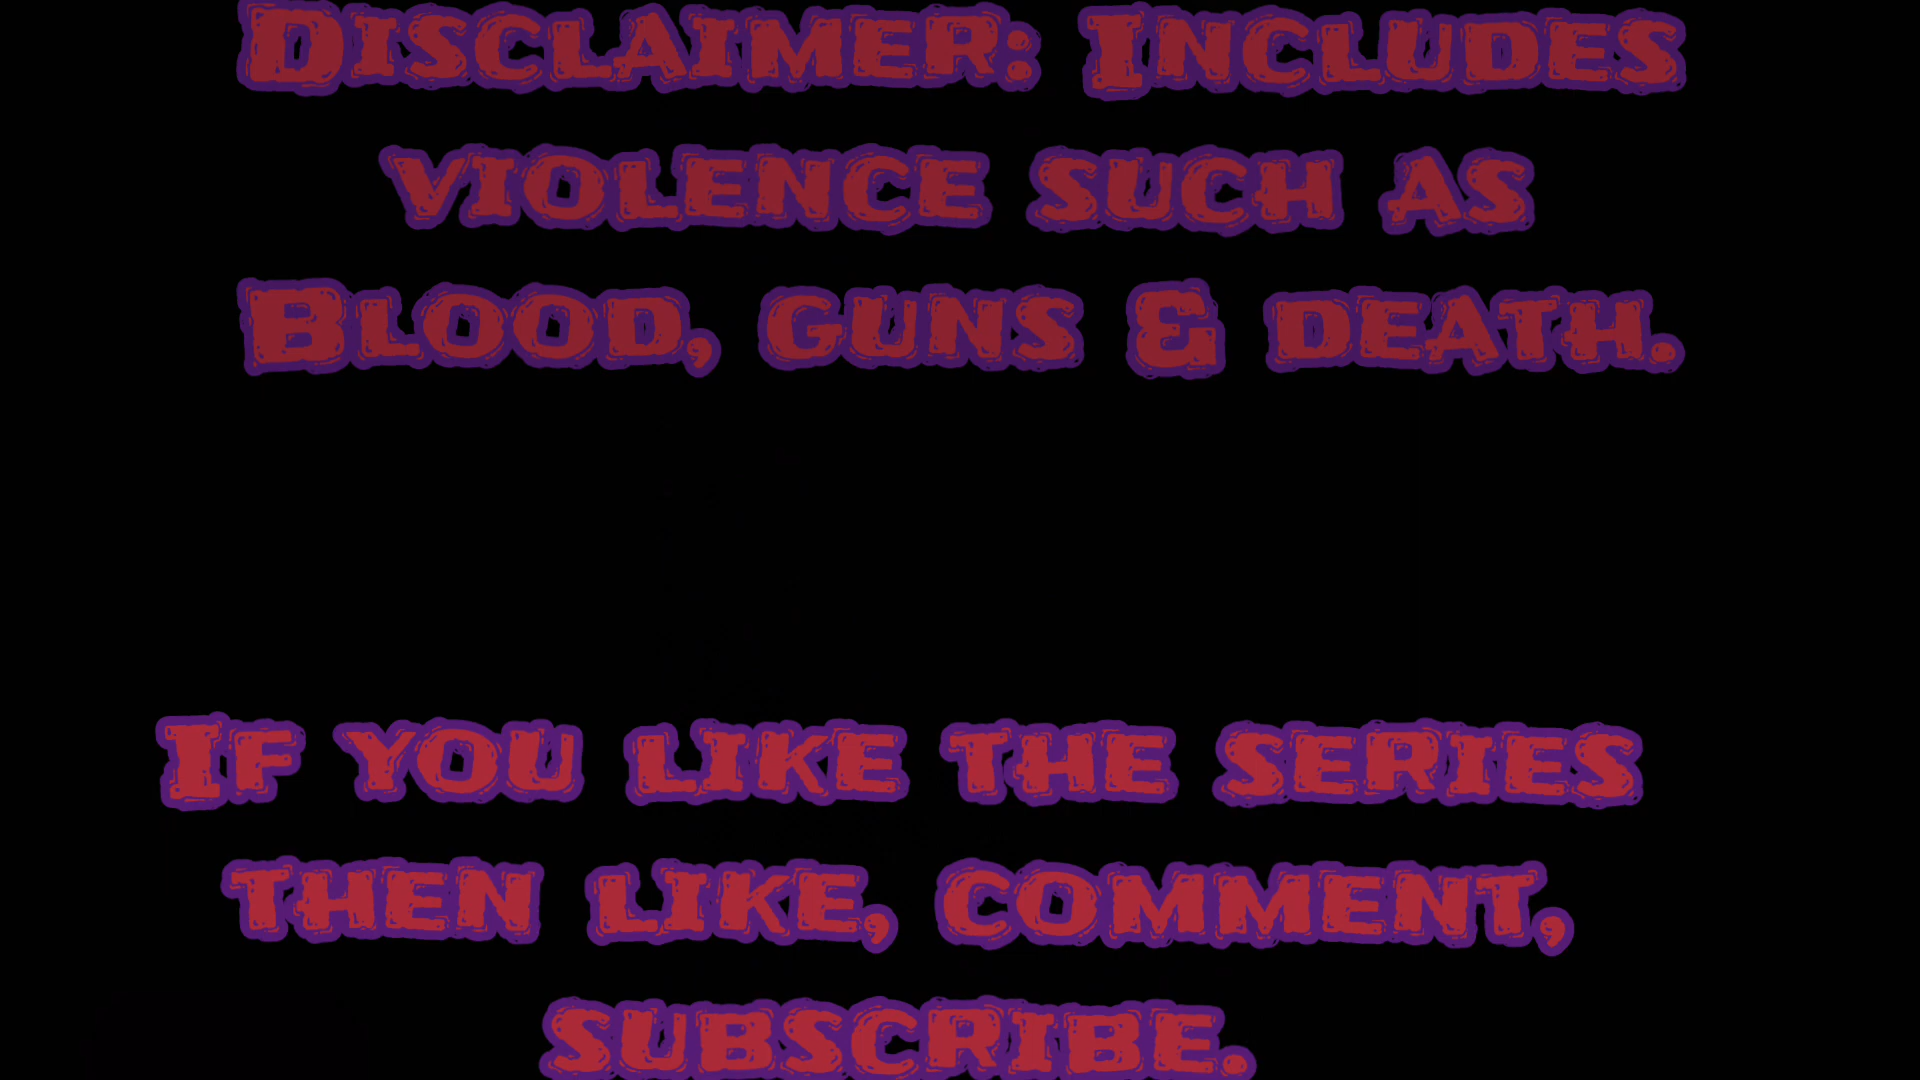 Disclaimer: Includes
violence such as
Blood, guns & death.
If you like the series
then like, comment,
subscribe.